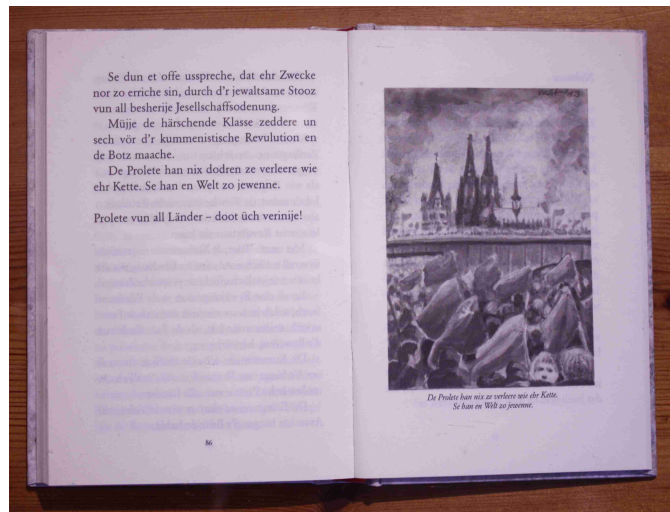 Se dun et offe usspreche, dat ehr Zwecke
nor zo erriche sin, durch d'r jewaltsame Stooz
vun all besherije Jesellschaffsodenung.
Müjje de härschende Klasse zeddere un
sech vör d'r kummenistische Revulution en
de Botz maache.
De Prolete han nix dodren ze verleere wie
ehr Kette. Se han en Welt zo jewenne.
Prolete vun all Länder – doot üch verinije!
86
De Prolete han nix ze verleere wie ehr Kette.
Se han en Welt zo jewenne.